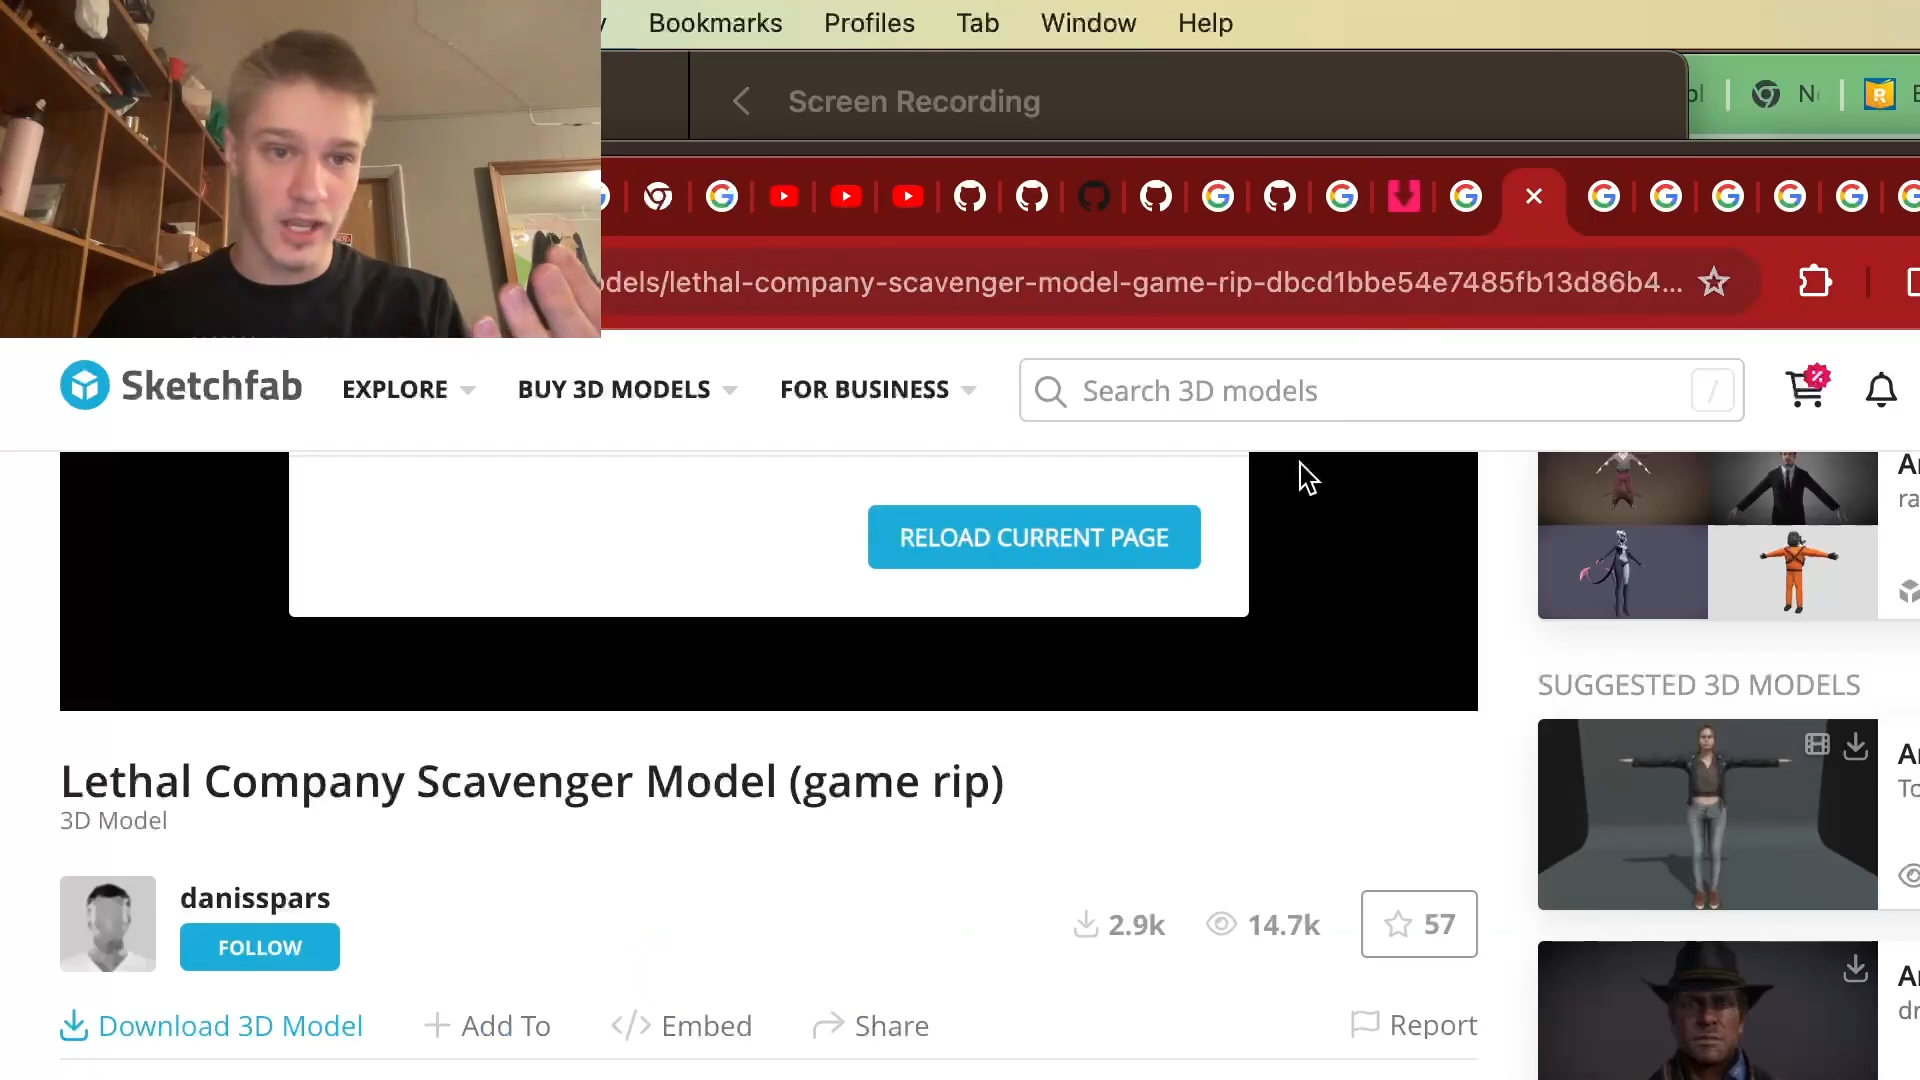 Bookmarks Profiles Tab Window Help
Screen Recording
dels/lethal-company-scavenger-model-game-rip-dbcd1bbe54e7485fb13d86b4...
Sketchfab
EXPLORE
BUY 3D MODELS
FOR BUSINESS
Search 3D models
/
RELOAD CURRENT PAGE
SUGGESTED 3D MODELS
Lethal Company Scavenger Model (game rip)
3D Model
danisspars
FOLLOW
2.9k
14.7k
57
Download 3D Model
Add To
Embed
Share
Report